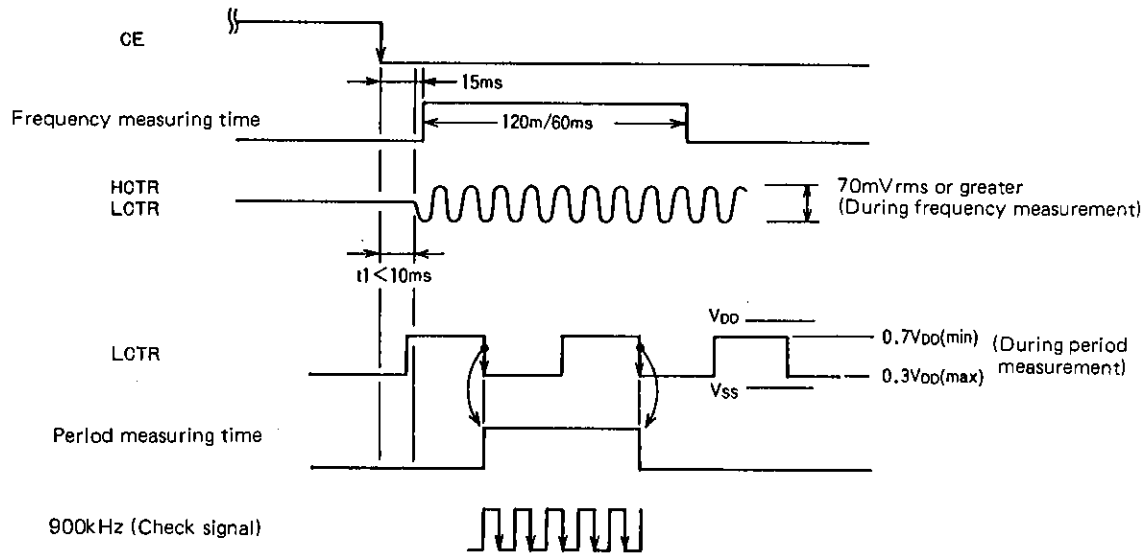 CE
15ms
Frequency measuring time
120m/60ms
HCTR
LCTR
70mVrms or greater
(During frequency measurement)
t1<10ms
VDD
LCTR
0.7VDD(min)
(During period
measurement)
0.3VDD(max)
VSS
Period measuring time
900kHz (Check signal)